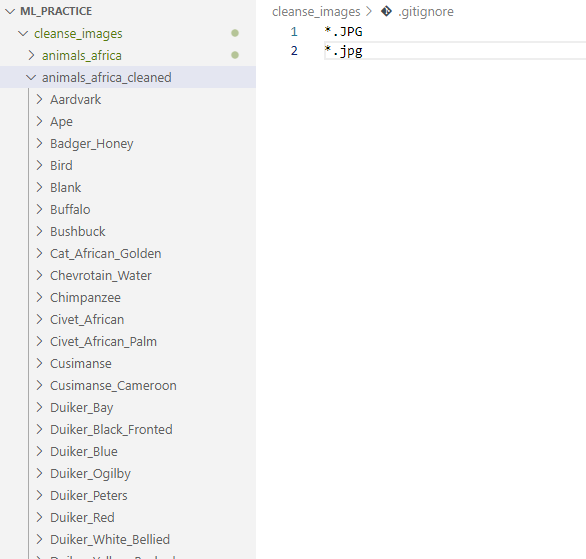 ML_PRACTICE
cleanse_images
animals_africa
animals_africa_cleaned
Aardvark
Ape
Badger_Honey
Bird
Blank
Buffalo
Bushbuck
Cat_African_Golden
Chevrotain_Water
Chimpanzee
Civet_African
Civet_African_Palm
Cusimanse
Cusimanse_Cameroon
Duiker_Bay
Duiker_Black_Fronted
Duiker_Blue
Duiker_Ogilby
Duiker_Peters
Duiker_Red
Duiker_White_Bellied
cleanse_images > .gitignore
1 *.JPG
2 *.jpg